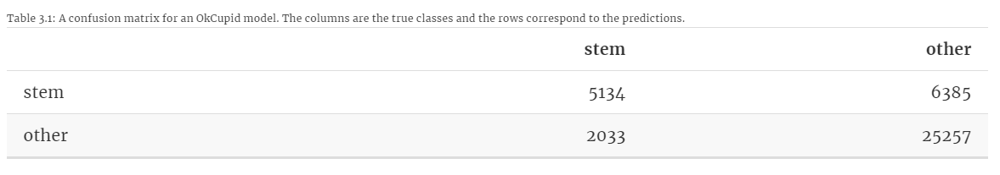 Table 3.1: A confusion matrix for an OkCupid model. The columns are the true classes and the rows correspond to the predictions.
stem other
stem 5134 6385
other 2033 25257